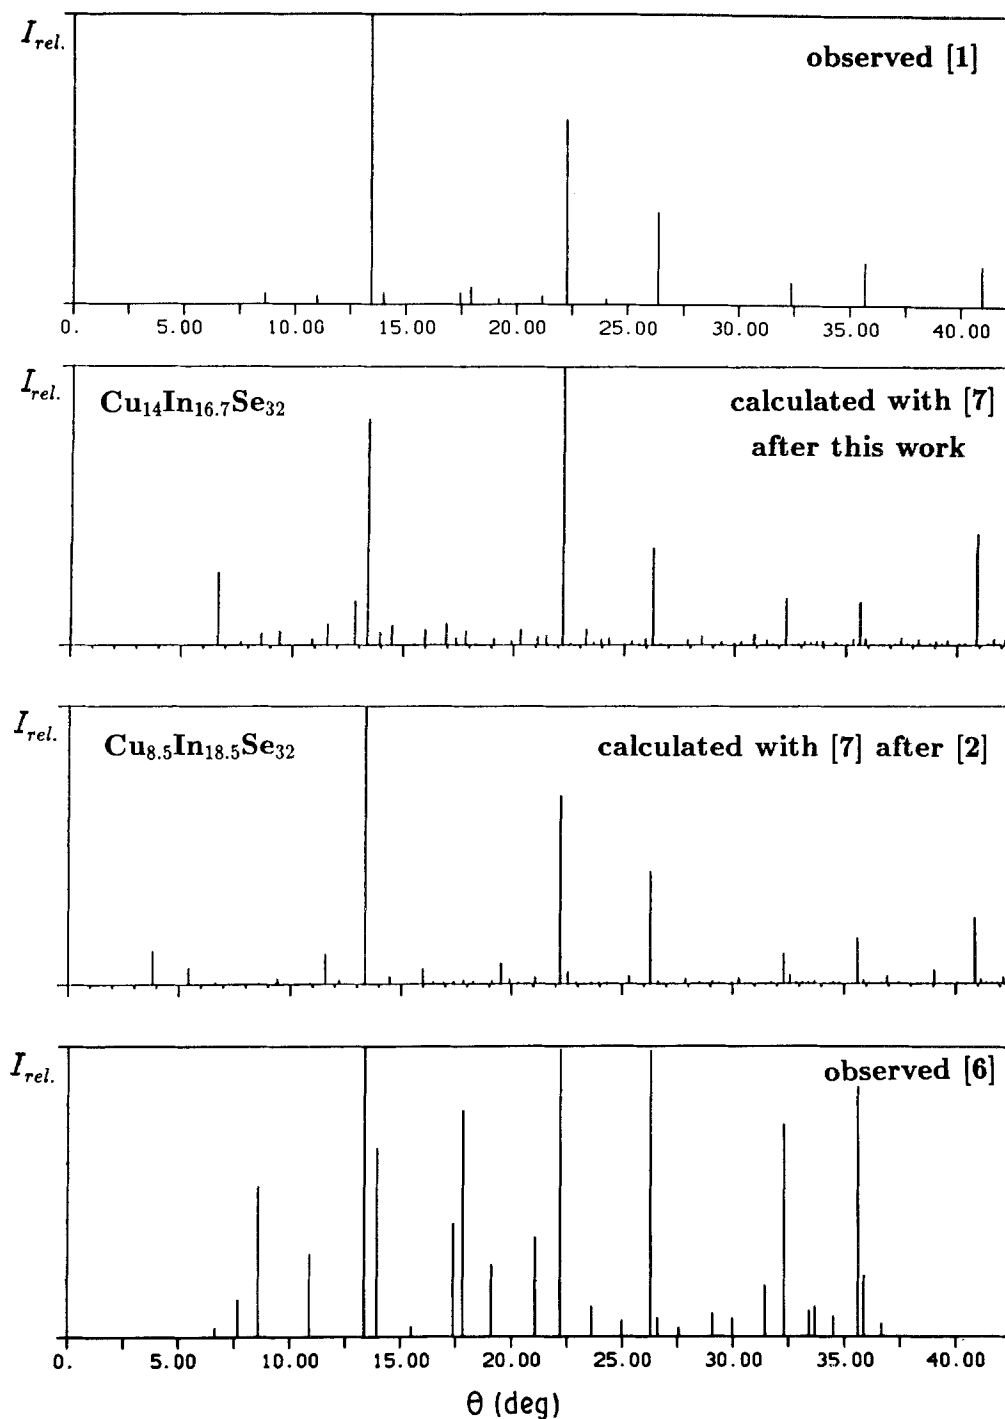 I_rel.
observed [1]
0. 5.00 10.00 15.00 20.00 25.00 30.00 35.00 40.00
I_rel.
Cu₁₄In₁₆.₇Se₃₂
calculated with [7]
after this work
I_rel.
Cu₈.₅In₁₈.₅Se₃₂
calculated with [7] after [2]
I_rel.
observed [6]
0. 5.00 10.00 15.00 20.00 25.00 30.00 35.00 40.00
θ (deg)